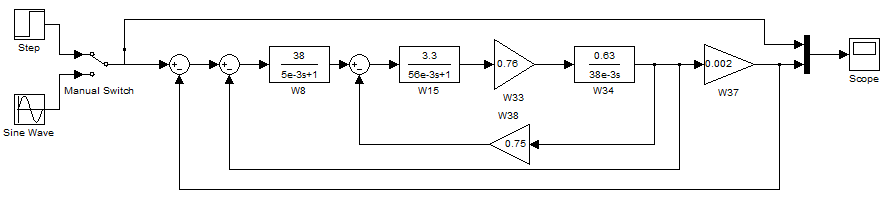 Step
Sine Wave
Manual Switch
38
5e-3s+1
W8
3.3
56e-3s+1
W15
0.76
W33
0.63
38e-3s
W34
0.002
W37
Scope
W38
0.75